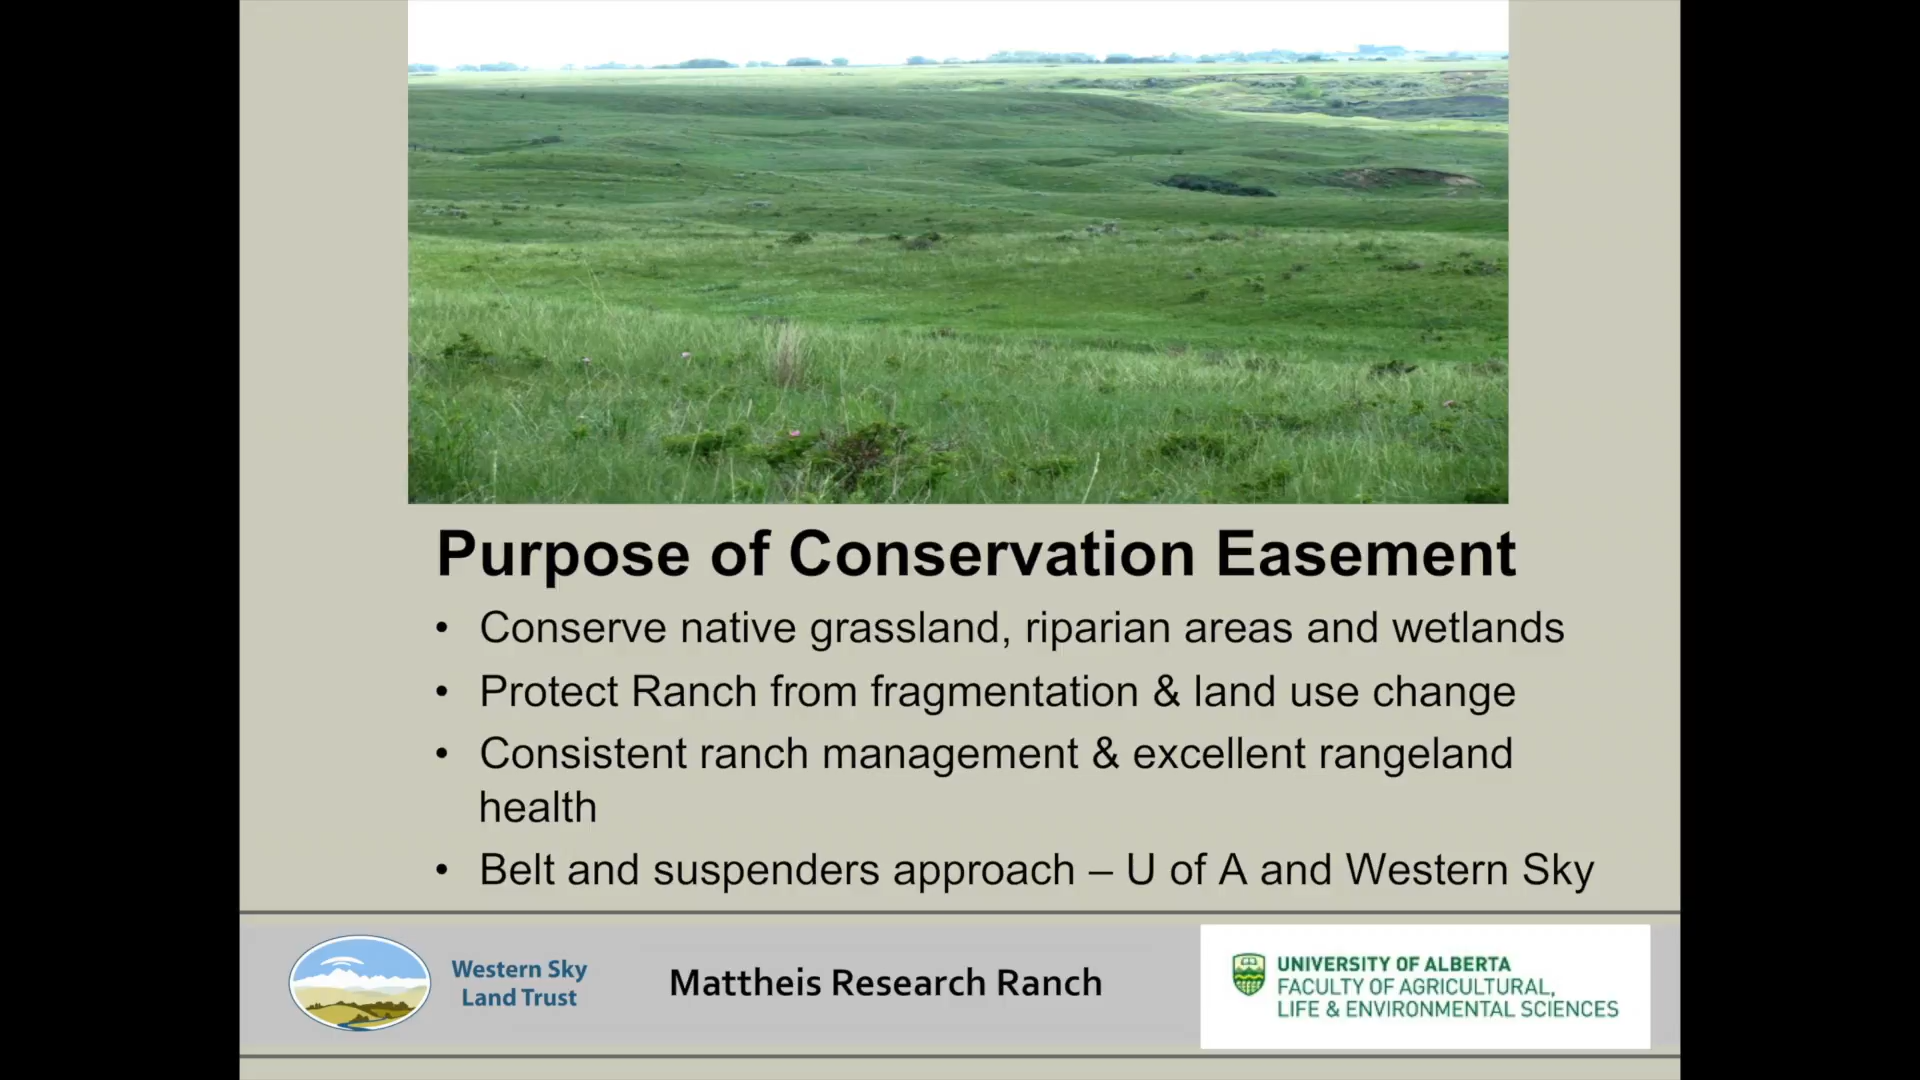 Purpose of Conservation Easement
• Conserve native grassland, riparian areas and wetlands
• Protect Ranch from fragmentation & land use change
• Consistent ranch management & excellent rangeland
health
• Belt and suspenders approach – U of A and Western Sky
Western Sky
Land Trust
Mattheis Research Ranch
UNIVERSITY OF ALBERTA
FACULTY OF AGRICULTURAL,
LIFE & ENVIRONMENTAL SCIENCES